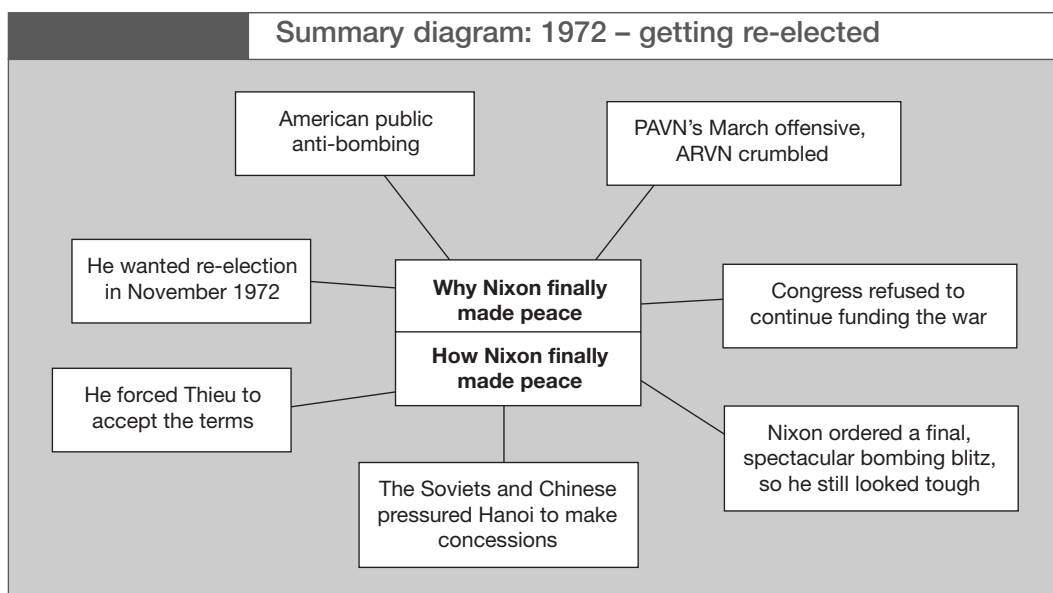 Summary diagram: 1972 – getting re-elected
American public
anti-bombing
PAVN's March offensive,
ARVN crumbled
He wanted re-election
in November 1972
Why Nixon finally
made peace
Congress refused to
continue funding the war
How Nixon finally
made peace
He forced Thieu to
accept the terms
Nixon ordered a final,
spectacular bombing blitz,
so he still looked tough
The Soviets and Chinese
pressured Hanoi to make
concessions